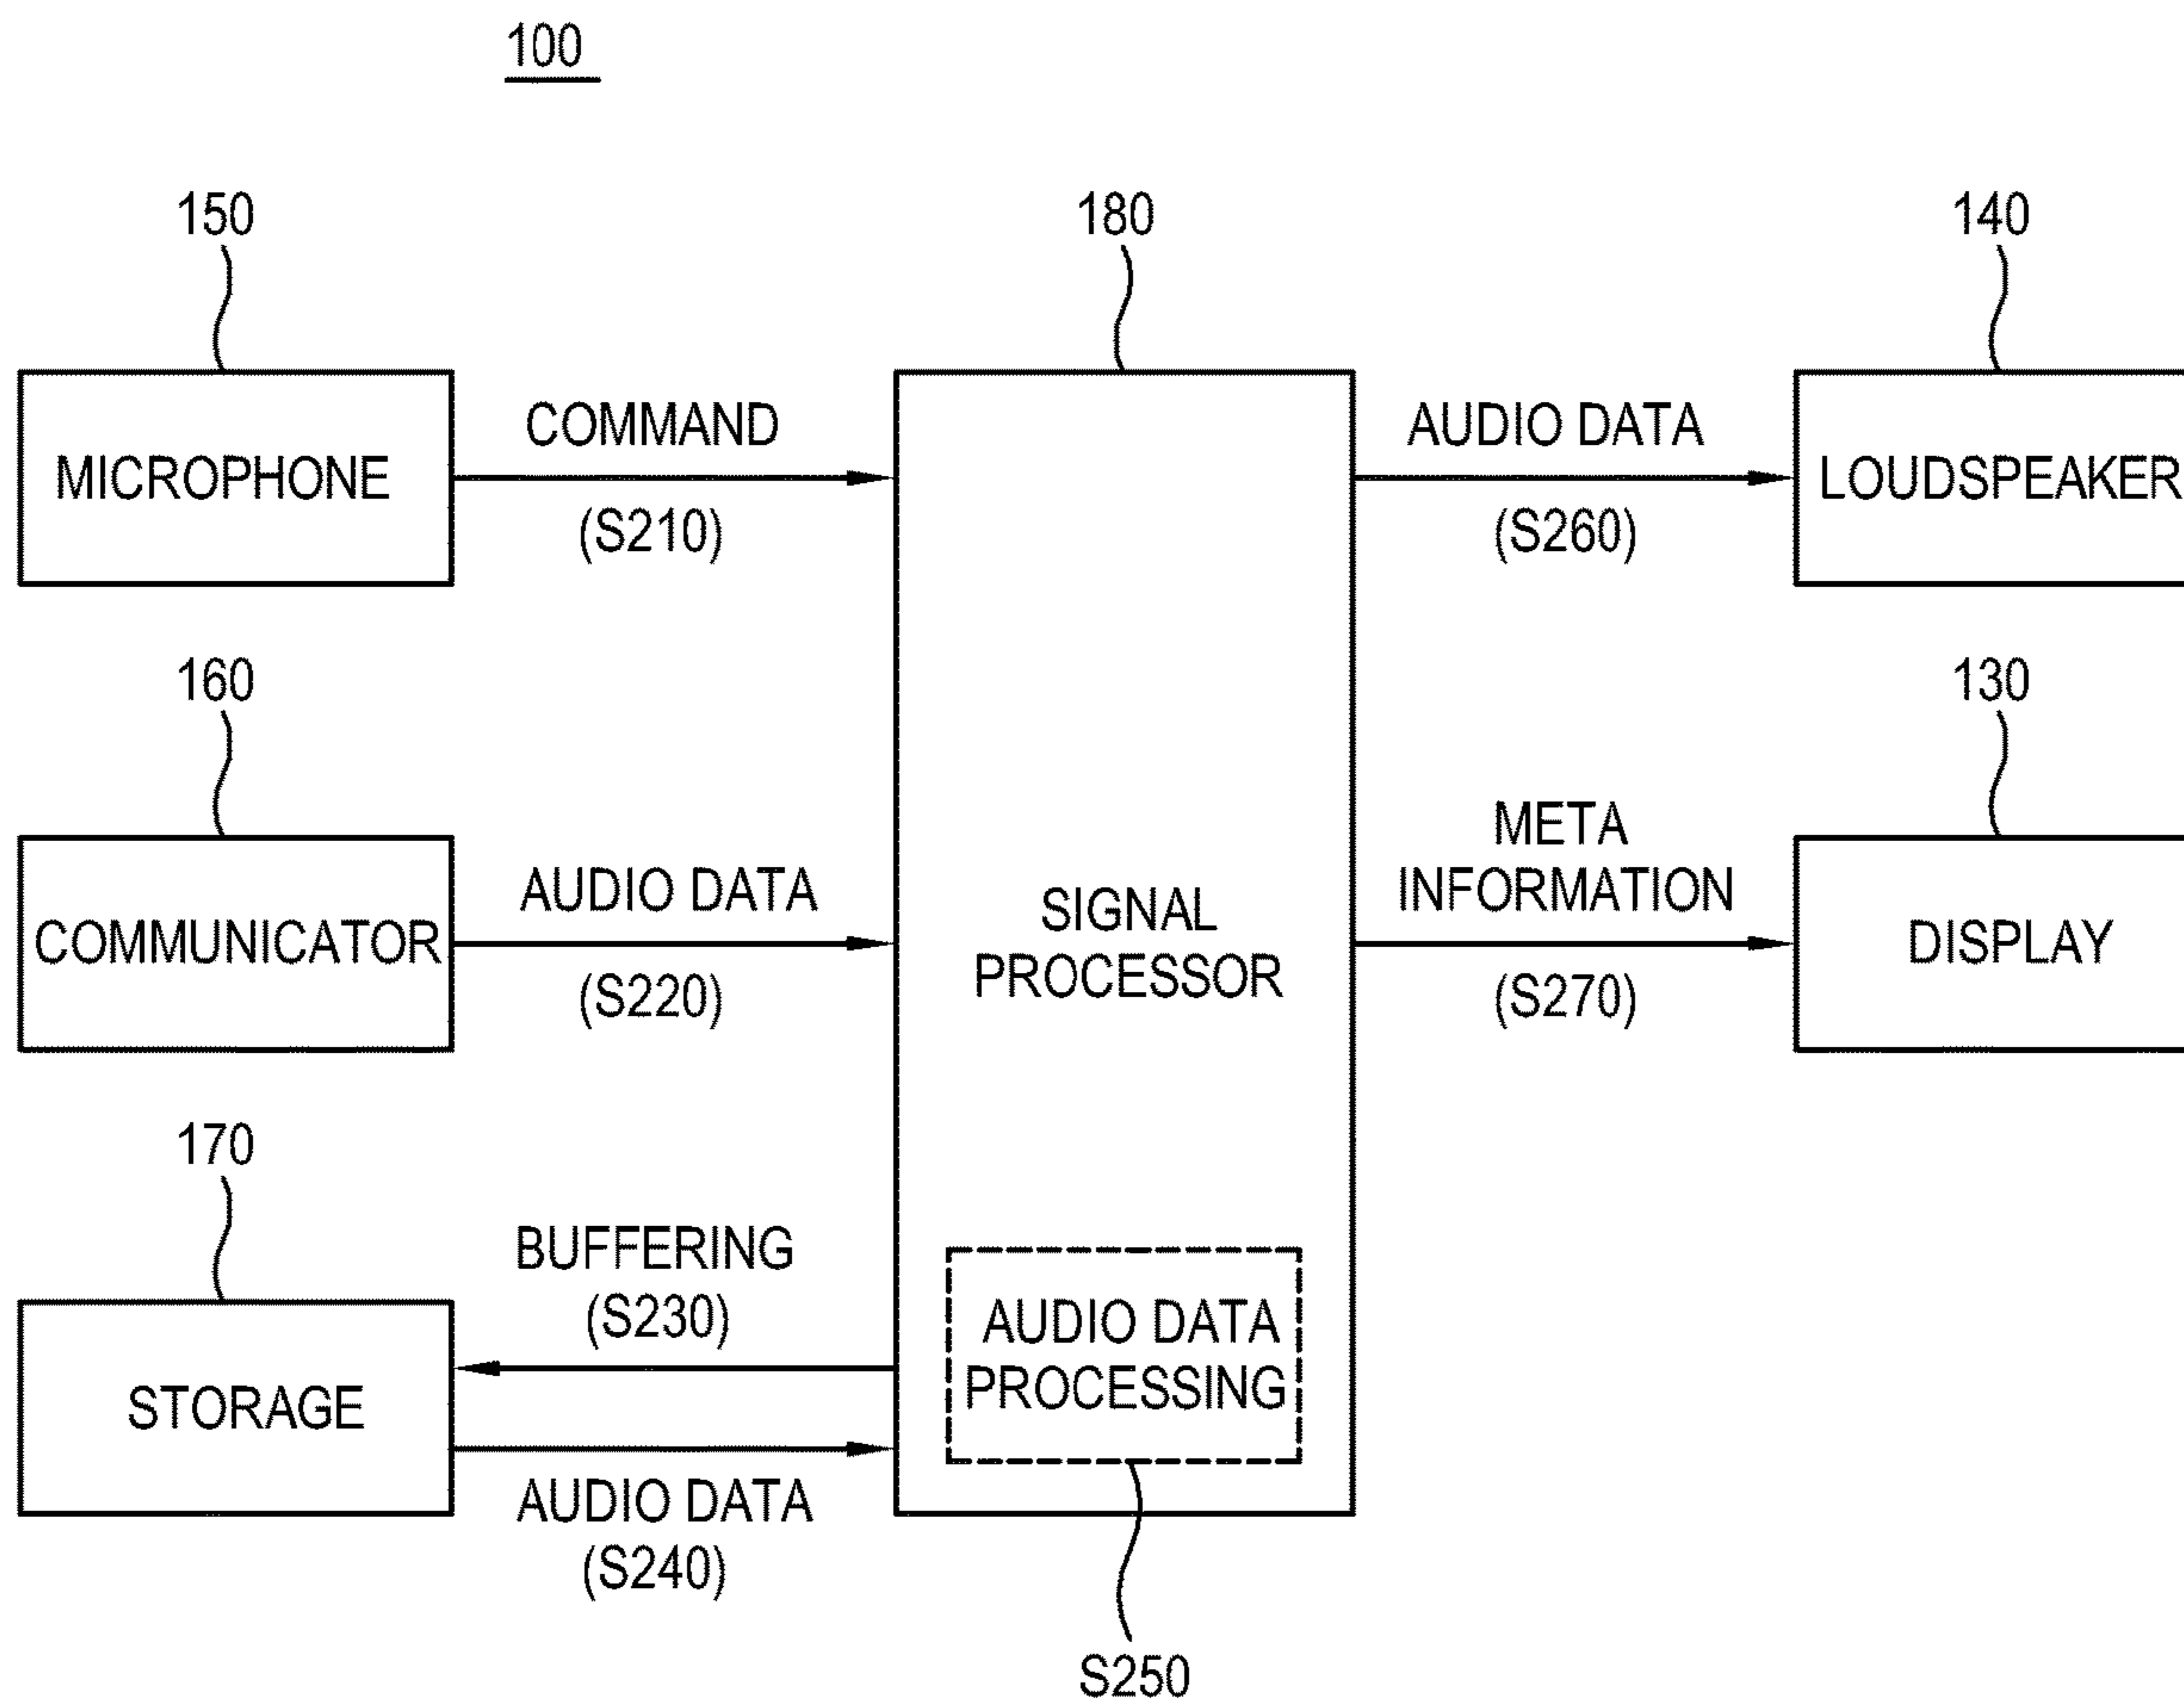 100
150
180
140
MICROPHONE
COMMAND
(S210)
AUDIO DATA
(S260)
LOUDSPEAKER
160
130
COMMUNICATOR
AUDIO DATA
(S220)
SIGNAL
PROCESSOR
META
INFORMATION
(S270)
DISPLAY
170
STORAGE
BUFFERING
(S230)
AUDIO DATA
(S240)
AUDIO DATA
PROCESSING
S250